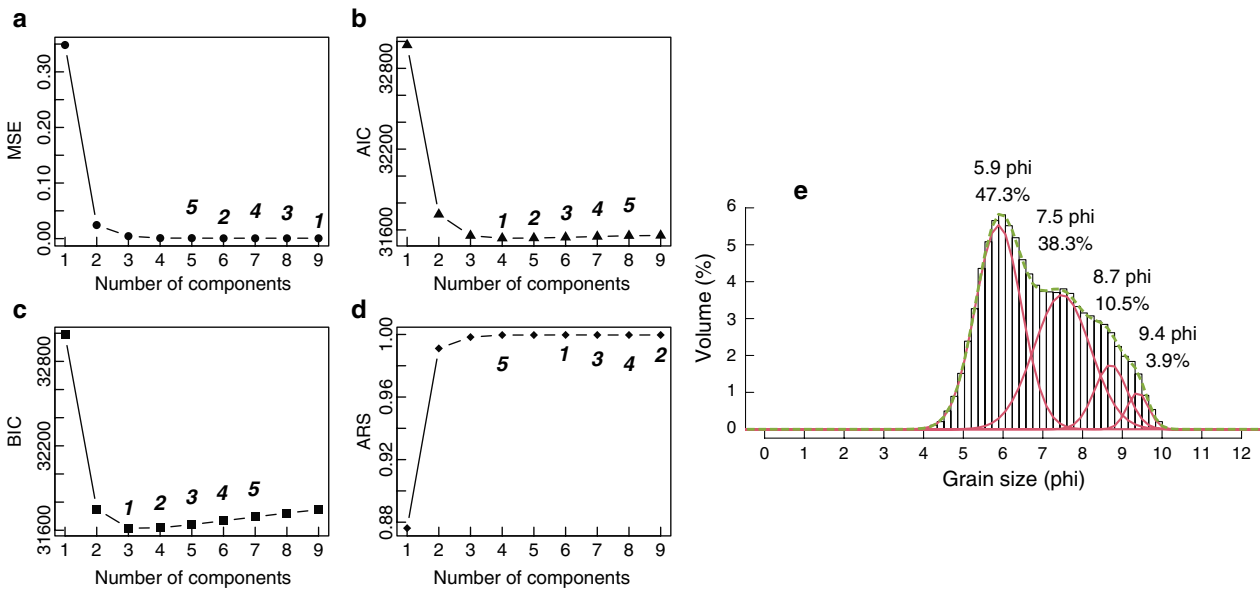 a
0.30
0.20
0.10
0.00
MSE
5 2 4 3 1
1 2 3 4 5 6 7 8 9
Number of components
b
32800
32200
31600
AIC
1 2 3 4 5
1 2 3 4 5 6 7 8 9
Number of components
c
32800
32200
31600
BIC
1 2 3 4 5
1 2 3 4 5 6 7 8 9
Number of components
d
1.00
0.96
0.92
0.88
ARS
5 1 3 4 2
1 2 3 4 5 6 7 8 9
Number of components
e
5.9 phi
47.3%
7.5 phi
38.3%
8.7 phi
10.5%
9.4 phi
3.9%
6
5
4
3
2
1
0
Volume (%)
0 1 2 3 4 5 6 7 8 9 10 11 12
Grain size (phi)